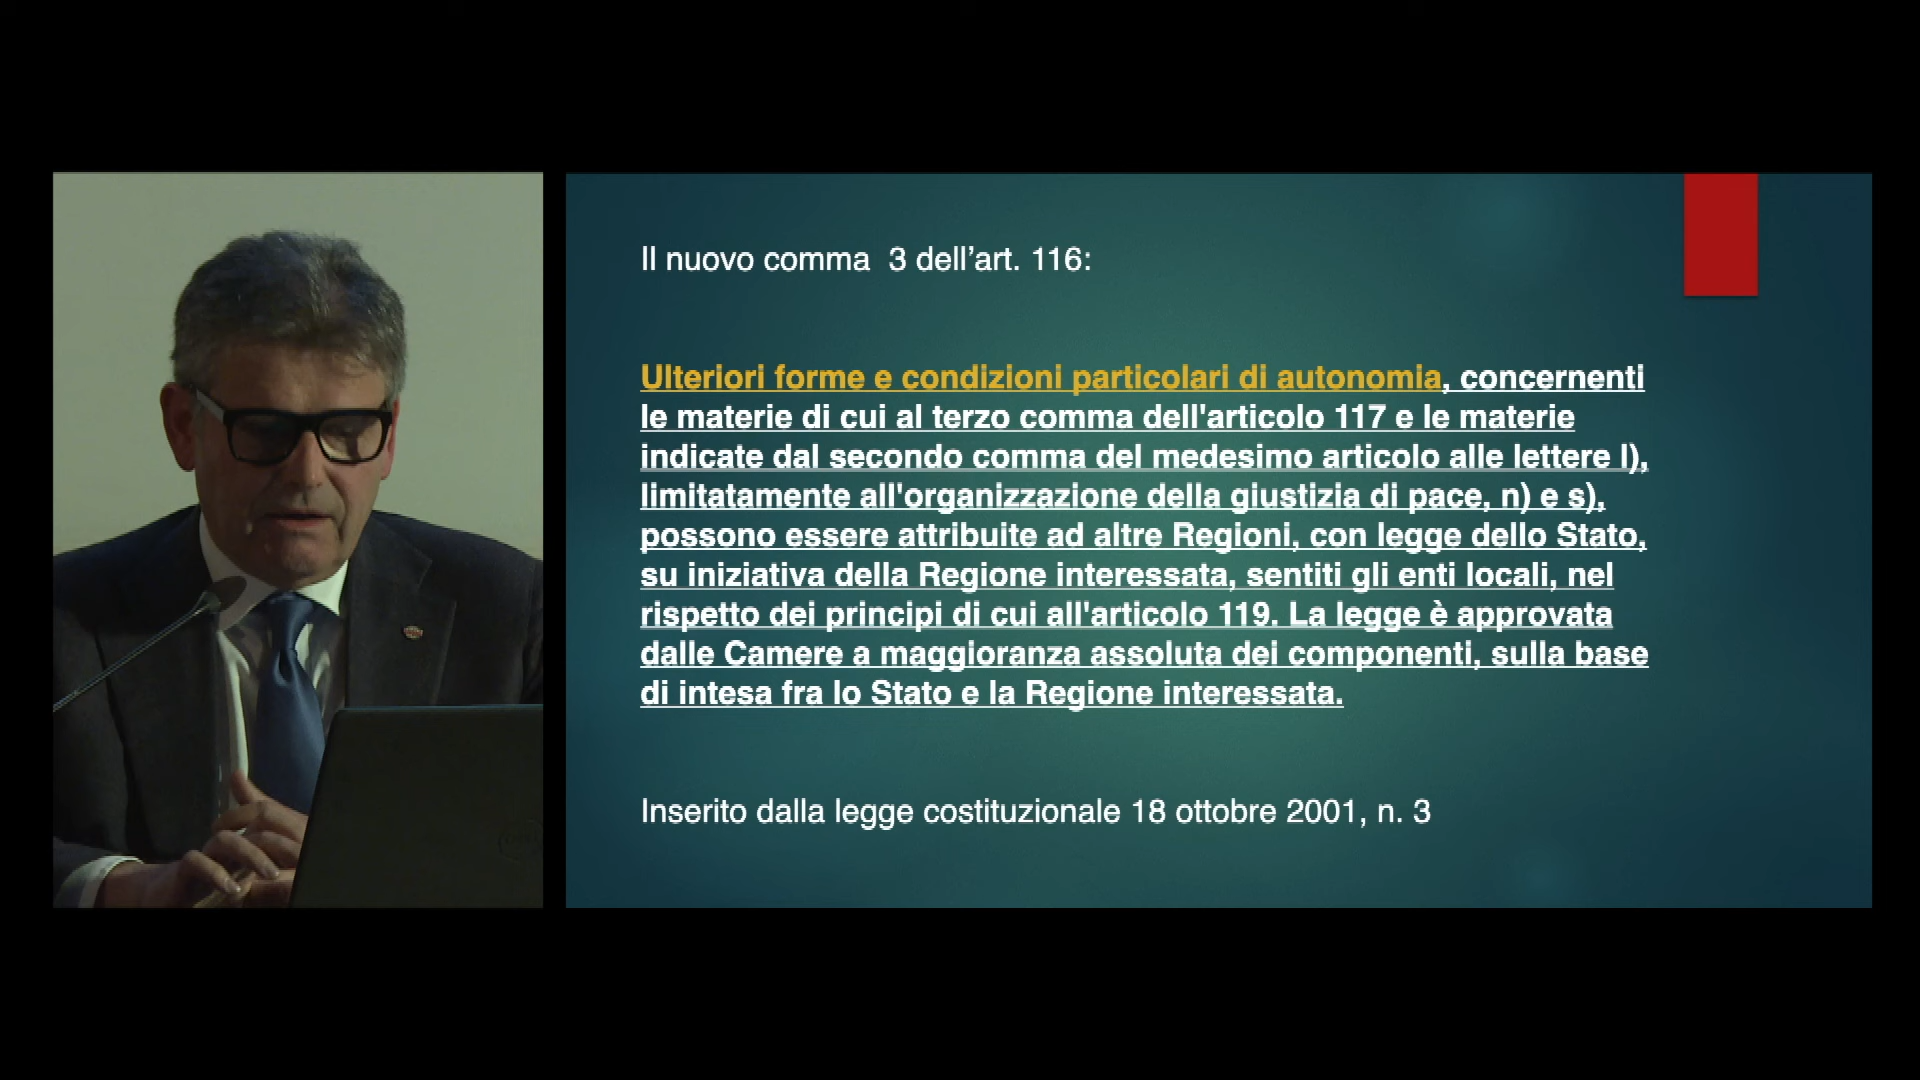 Il nuovo comma  3 dell’art. 116:
Ulteriori forme e condizioni particolari di autonomia, concernenti
le materie di cui al terzo comma dell'articolo 117 e le materie
indicate dal secondo comma del medesimo articolo alle lettere l),
limitatamente all'organizzazione della giustizia di pace, n) e s),
possono essere attribuite ad altre Regioni, con legge dello Stato,
su iniziativa della Regione interessata, sentiti gli enti locali, nel
rispetto dei principi di cui all'articolo 119. La legge è approvata
dalle Camere a maggioranza assoluta dei componenti, sulla base
di intesa fra lo Stato e la Regione interessata.
Inserito dalla legge costituzionale 18 ottobre 2001, n. 3